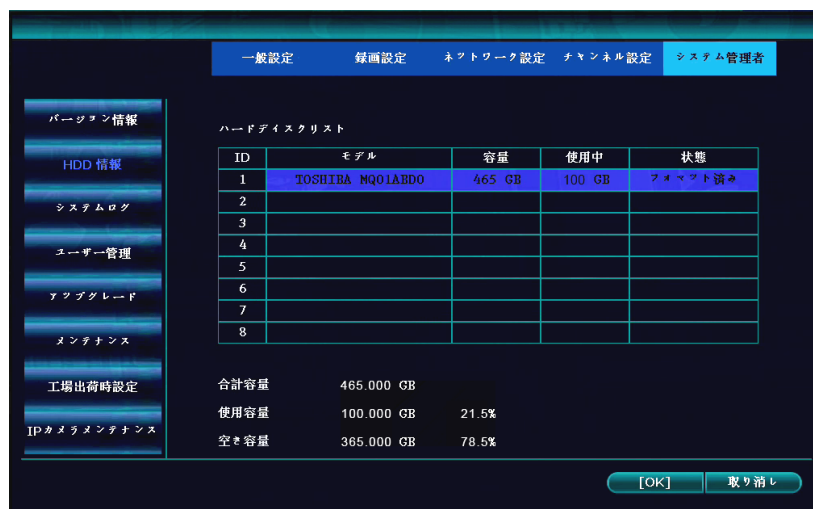 一般設定 録画設定 ネットワーク設定 チャンネル設定 システム管理者
バージョン情報
HDD 情報
システムログ
ユーザー管理
アップグレード
メンテナンス
工場出荷時設定
IPカメラメンテナンス
ハードディスクリスト
ID モデル 容量 使用中 状態
1 TOSHIBA MQ01ABD0 465 GB 100 GB フォーマット済み
2
3
4
5
6
7
8
合計容量 465.000 GB
使用容量 100.000 GB 21.5%
空き容量 365.000 GB 78.5%
[OK] 取り消し